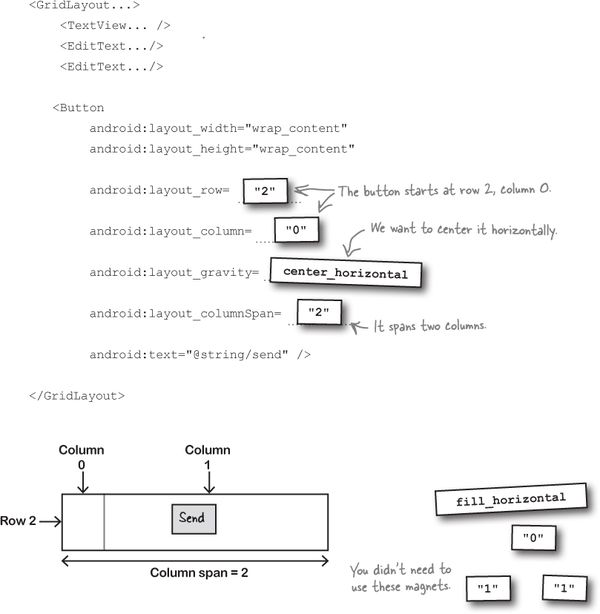 <GridLayout...>
<TextView... />
<EditText.../>
<EditText.../>
<Button
android:layout_width="wrap_content"
android:layout_height="wrap_content"
android:layout_row= "2" The button starts at row 2, column 0.
android:layout_column= "0" We want to center it horizontally.
android:layout_gravity= center_horizontal
android:layout_columnSpan= "2"
It spans two columns.
android:text="@string/send" />
</GridLayout>
Column Column
0 1
Row 2 Send
Column span = 2
fill_horizontal
"0"
You didn't need to
use these magnets. "1" "1"